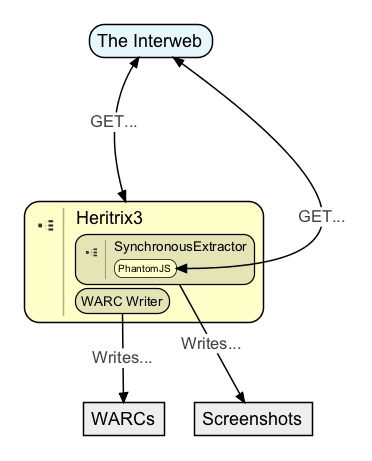 The Interweb
GET...
GET...
Heritrix3
SynchronousExtractor
PhantomJS
WARC Writer
Writes...
Writes...
WARCs
Screenshots